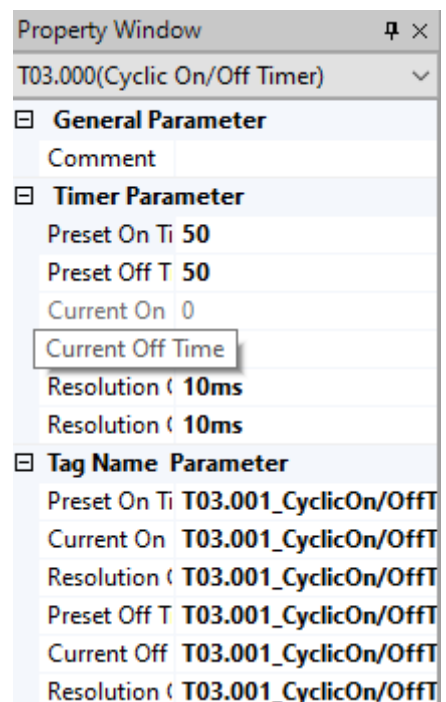 Property Window
T03.000(Cyclic On/Off Timer)
General Parameter
Comment
Timer Parameter
Preset On Ti 50
Preset Off T 50
Current On 0
Current Off Time
Resolution ( 10ms
Resolution ( 10ms
Tag Name Parameter
Preset On Ti T03.001_CyclicOn/OffT
Current On T03.001_CyclicOn/OffT
Resolution ( T03.001_CyclicOn/OffT
Preset Off T T03.001_CyclicOn/OffT
Current Off T03.001_CyclicOn/OffT
Resolution ( T03.001_CyclicOn/OffT